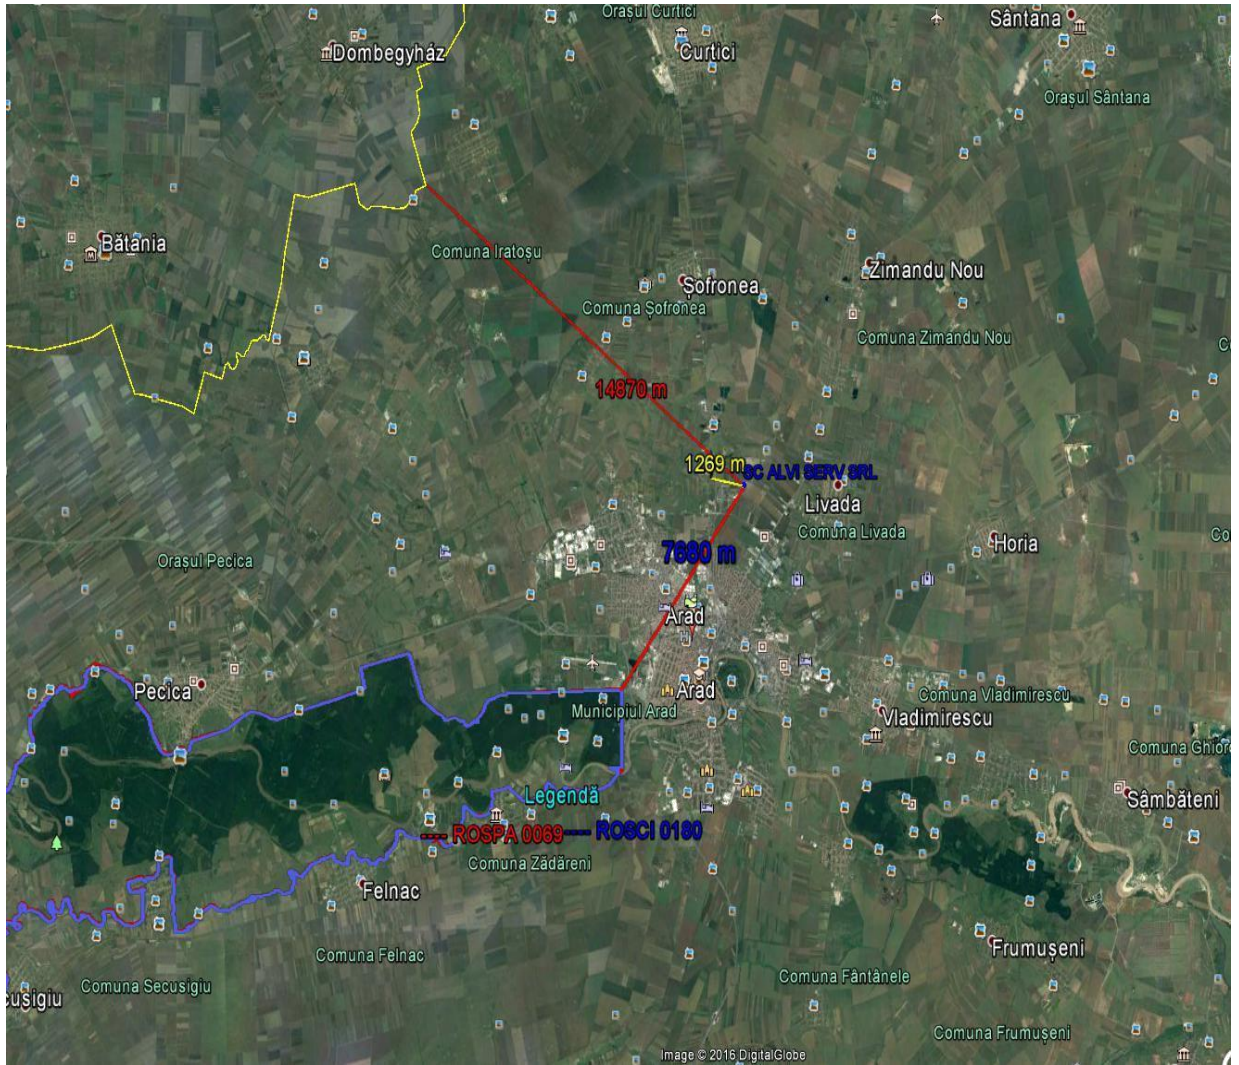 Orașul Curtici
Sântana
Dombegyház
Curtici
Orașul Sântana
Bătania
Comuna Iratoșu
Zimandu Nou
Șofronea
Comuna Șofronea
Comuna Zimandu Nou
14870 m
1269 m
SC ALVI SERV SRL
Livada
Comuna Livada
Horia
7680 m
Orașul Pecica
Arad
Pecica
Arad
Comuna Vladimirescu
Municipiul Arad
Vladimirescu
Comuna Ghioro
Legendă
Sâmbăteni
---- ROSPA 0069 ---- ROSCI 0180
Comuna Zădăreni
Felnac
Frumușeni
Comuna Felnac
Comuna Fântânele
Comuna Secusigiu
cusigiu
Comuna Frumușeni
Image © 2016 DigitalGlobe